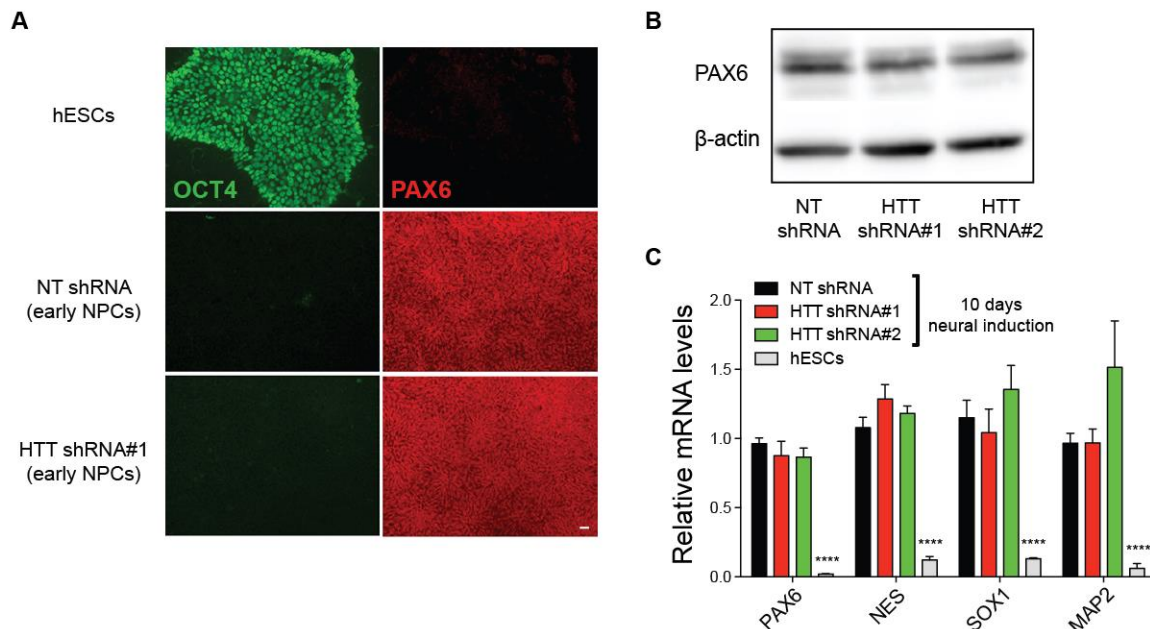 A
hESCs
OCT4
PAX6
NT shRNA
(early NPCs)
HTT shRNA#1
(early NPCs)
B
PAX6
β-actin
NT
shRNA
HTT
shRNA#1
HTT
shRNA#2
C
Relative mRNA levels
2.0
1.5
1.0
0.5
0.0
NT shRNA
HTT shRNA#1
HTT shRNA#2
hESCs
10 days
neural induction
****
****
****
****
PAX6
NES
SOX1
MAP2